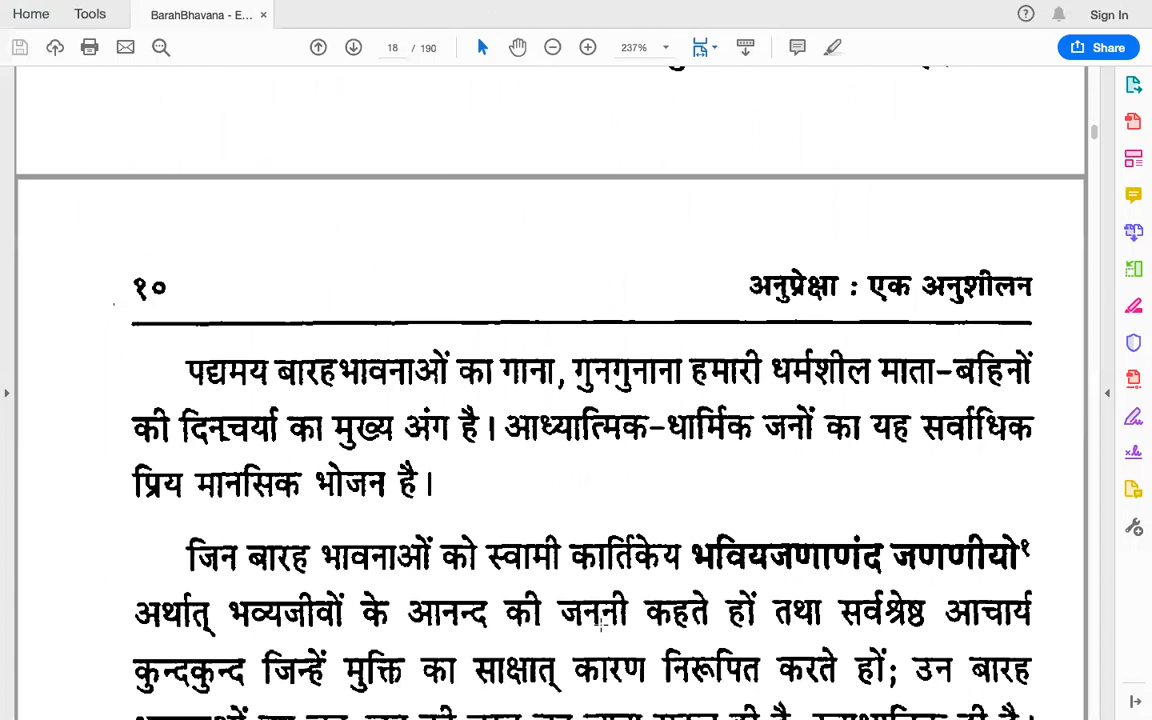 Home Tools BarahBhavana - E... × Sign In
18 / 190 237% Share
१० अनुप्रेक्षा : एक अनुशीलन
पद्यमय बारहभावनाओं का गाना, गुनगुनाना हमारी धर्मशील माता-बहिनों
की दिनचर्या का मुख्य अंग है। आध्यात्मिक-धार्मिक जनों का यह सर्वाधिक
प्रिय मानसिक भोजन है।
जिन बारह भावनाओं को स्वामी कार्तिकेय भवियजणाणंद जणणीयो१
अर्थात् भव्यजीवों के आनन्द की जननी कहते हों तथा सर्वश्रेष्ठ आचार्य
कुन्दकुन्द जिन्हें मुक्ति का साक्षात् कारण निरूपित करते हों; उन बारह